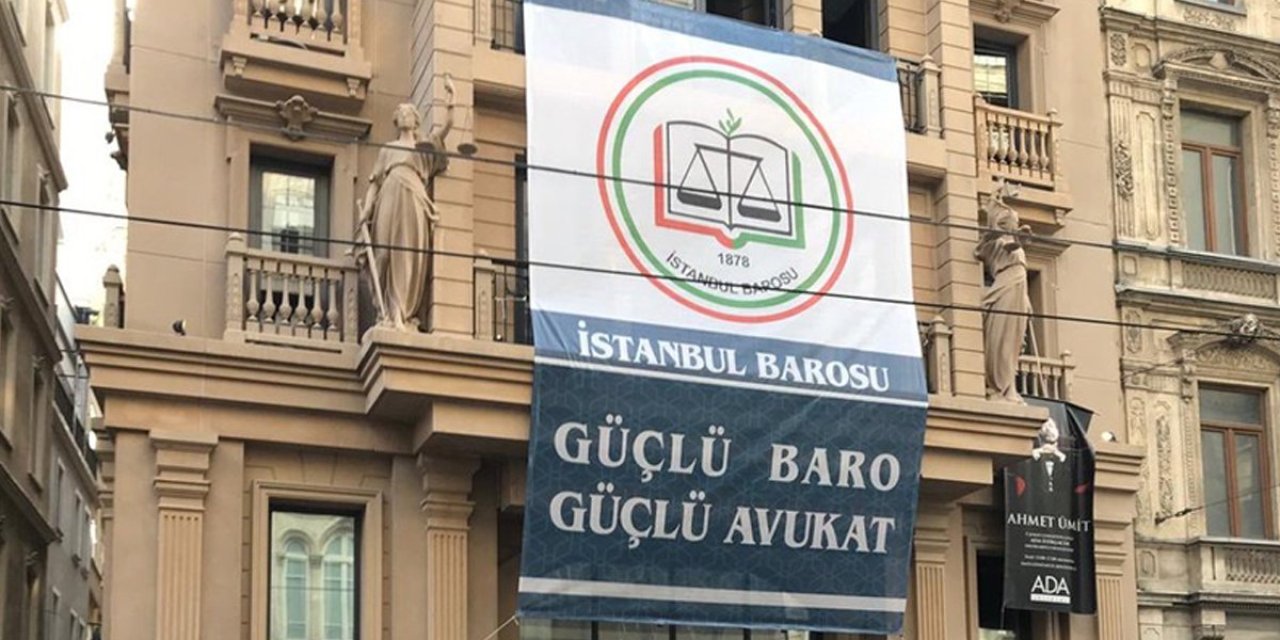 1878
İSTANBUL BAROSU
İSTANBUL BAROSU
GÜÇLÜ BARO
GÜÇLÜ AVUKAT
AHMET ÜMİT
ADA